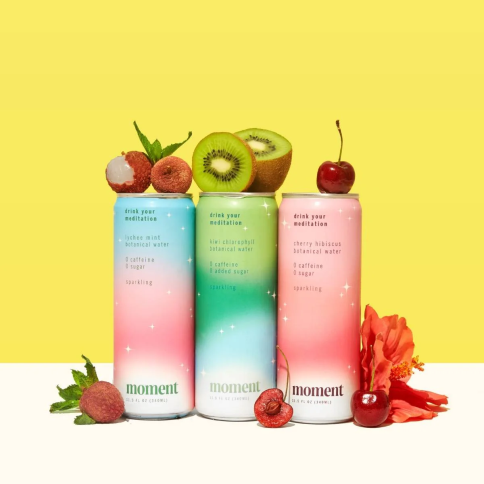 drink your
meditation
lychee mint
botanical water
0 caffeine
0 sugar
sparkling
moment
drink your
meditation
kiwi
botanical water
0 caffeine
0 added sugar
sparkling
moment
drink your
meditation
cherry hibiscus
botanical water
0 caffeine
0 sugar
sparkling
moment